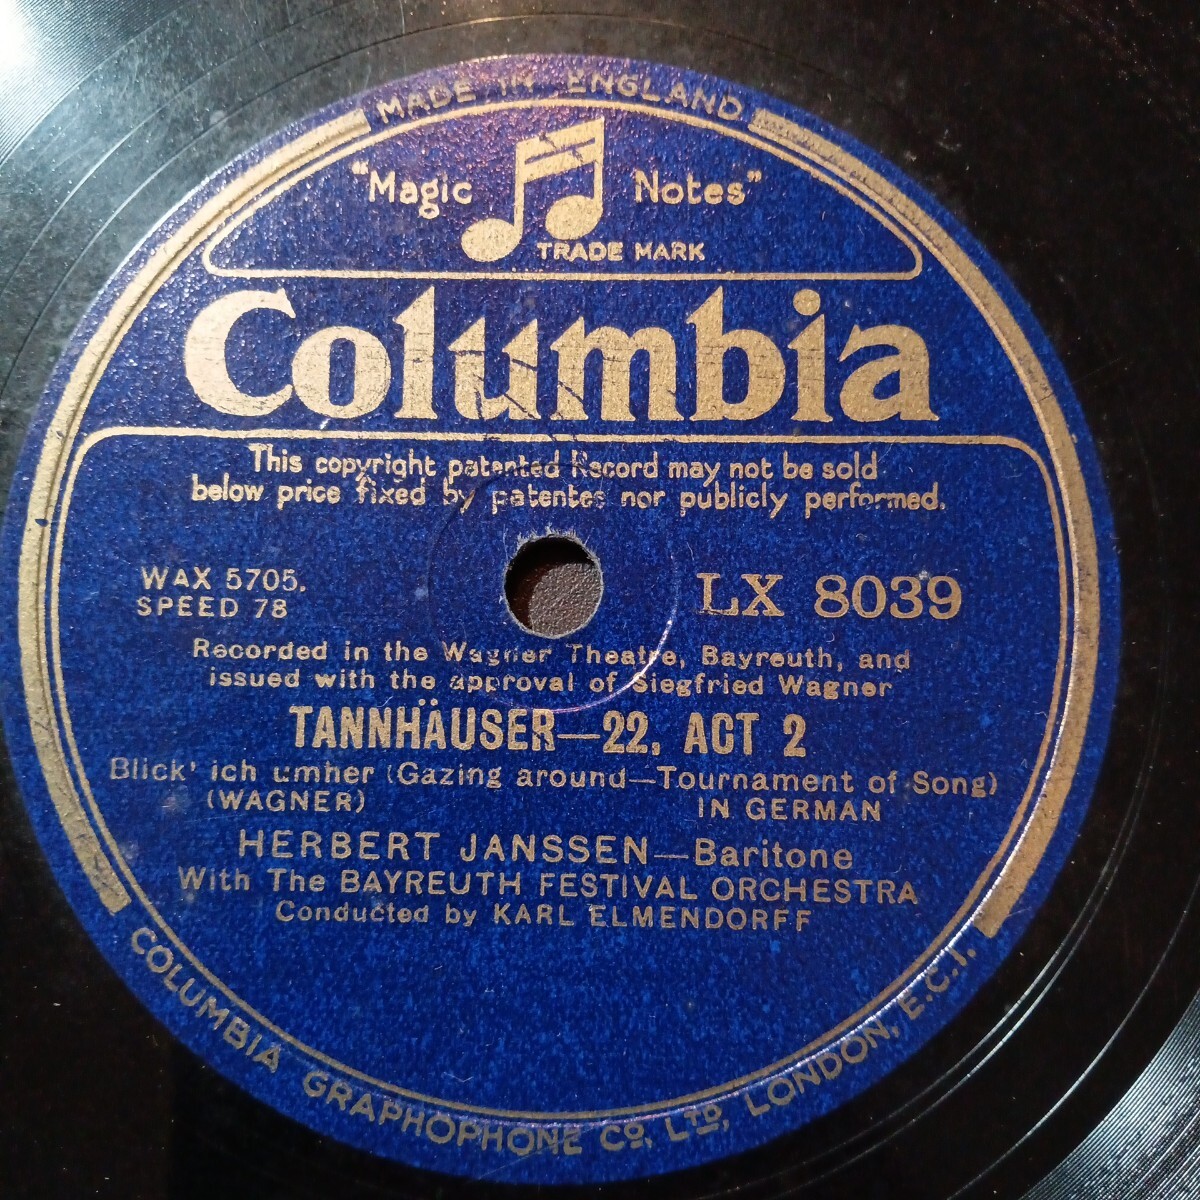 MADE IN ENGLAND
"Magic Notes"
TRADE MARK
Columbia
This copyright patented Record may not be sold
below price fixed by patentes nor publicly performed.
WAX 5705.
SPEED 78
LX 8039
Recorded in the Wagner Theatre, Bayreuth, and
issued with the approval of Siegfried Wagner
TANNHÄUSER—22, ACT 2
Blick' ich umher (Gazing around—Tournament of Song)
(WAGNER) IN GERMAN
HERBERT JANSSEN—Baritone
With The BAYREUTH FESTIVAL ORCHESTRA
Conducted by KARL ELMENDORFF
COLUMBIA GRAPHOPHONE CO. LTD, LONDON, E.C.1.